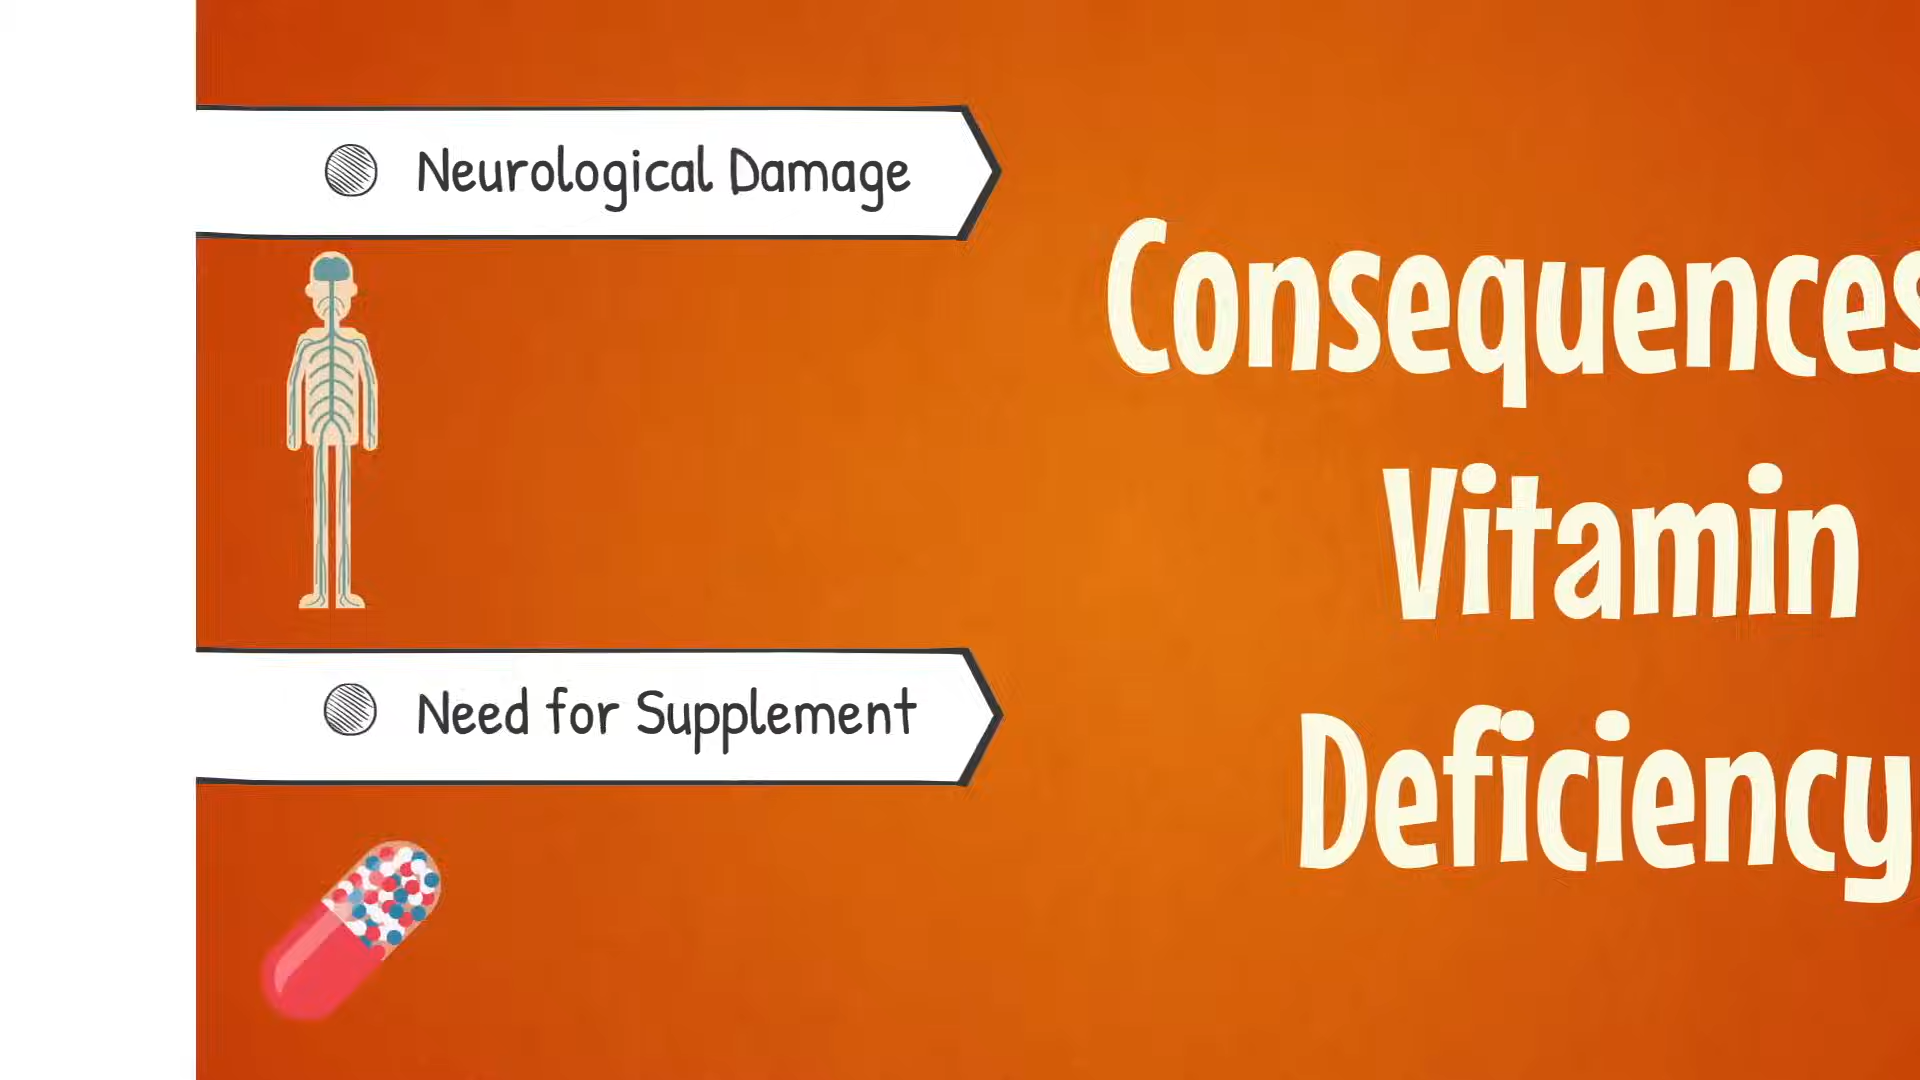 Neurological Damage
Need for Supplement
Consequences
Vitamin
Deficiency